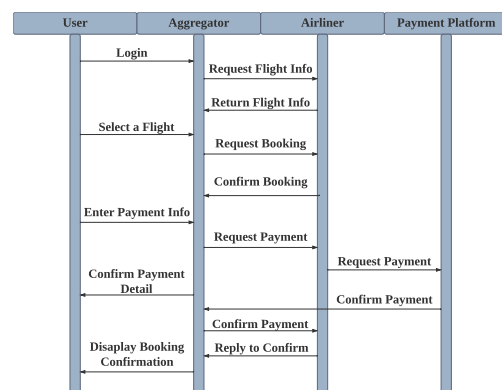 User
Aggregator
Airliner
Payment Platform
Login
Request Flight Info
Return Flight Info
Select a Flight
Request Booking
Confirm Booking
Enter Payment Info
Request Payment
Request Payment
Confirm Payment
Detail
Confirm Payment
Confirm Payment
Reply to Confirm
Disaplay Booking
Confirmation